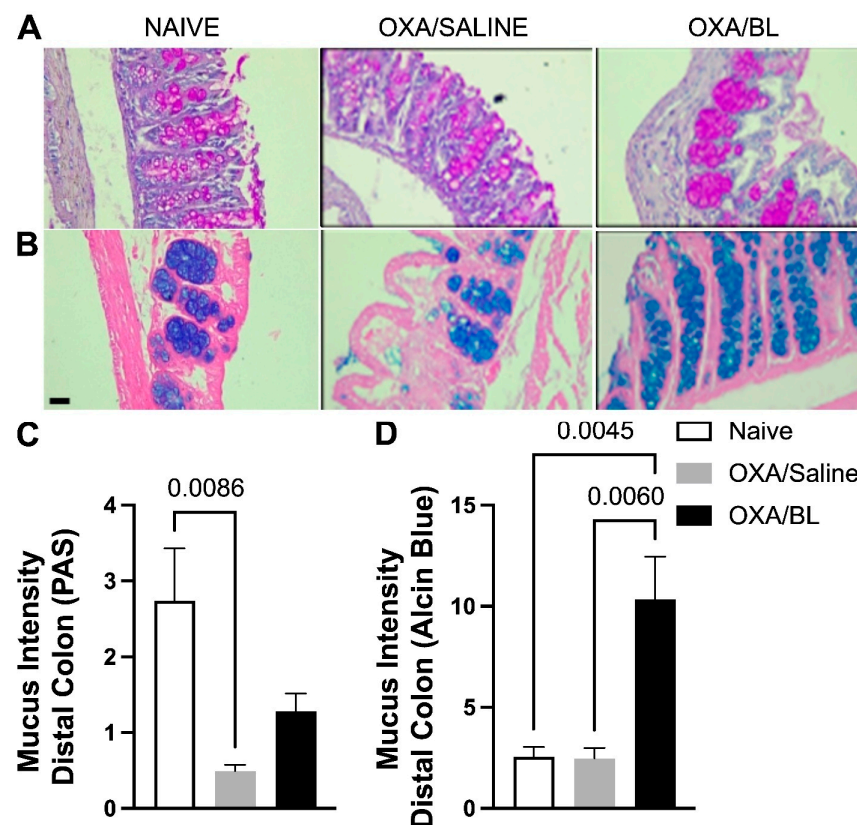 A
NAIVE
OXA/SALINE
OXA/BL
B
C
Mucus Intensity
Distal Colon (PAS)
4
3
2
1
0
0.0086
D
Mucus Intensity
Distal Colon (Alcin Blue)
15
10
5
0
0.0045
0.0060
Naive
OXA/Saline
OXA/BL